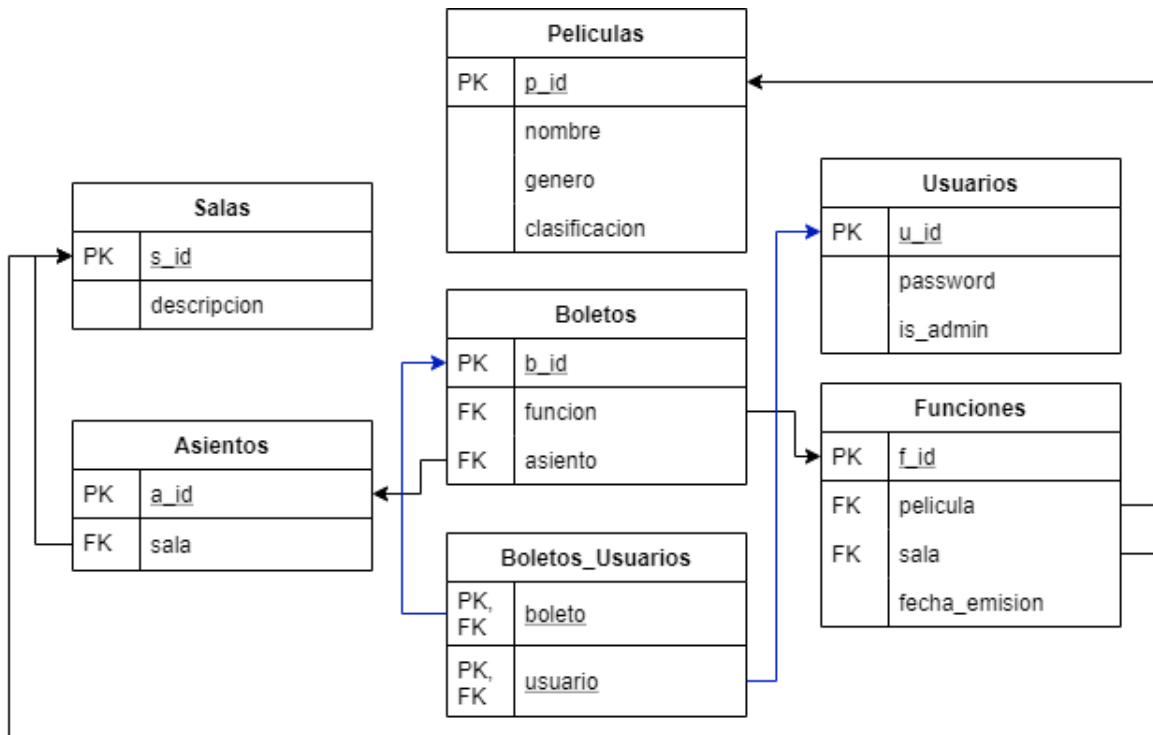 Peliculas
PK p_id
nombre
genero
clasificacion
Salas
PK s_id
descripcion
Usuarios
PK u_id
password
is_admin
Boletos
PK b_id
FK funcion
FK asiento
Asientos
PK a_id
FK sala
Funciones
PK f_id
FK pelicula
FK sala
fecha_emision
Boletos_Usuarios
PK,
FK boleto
PK,
FK usuario